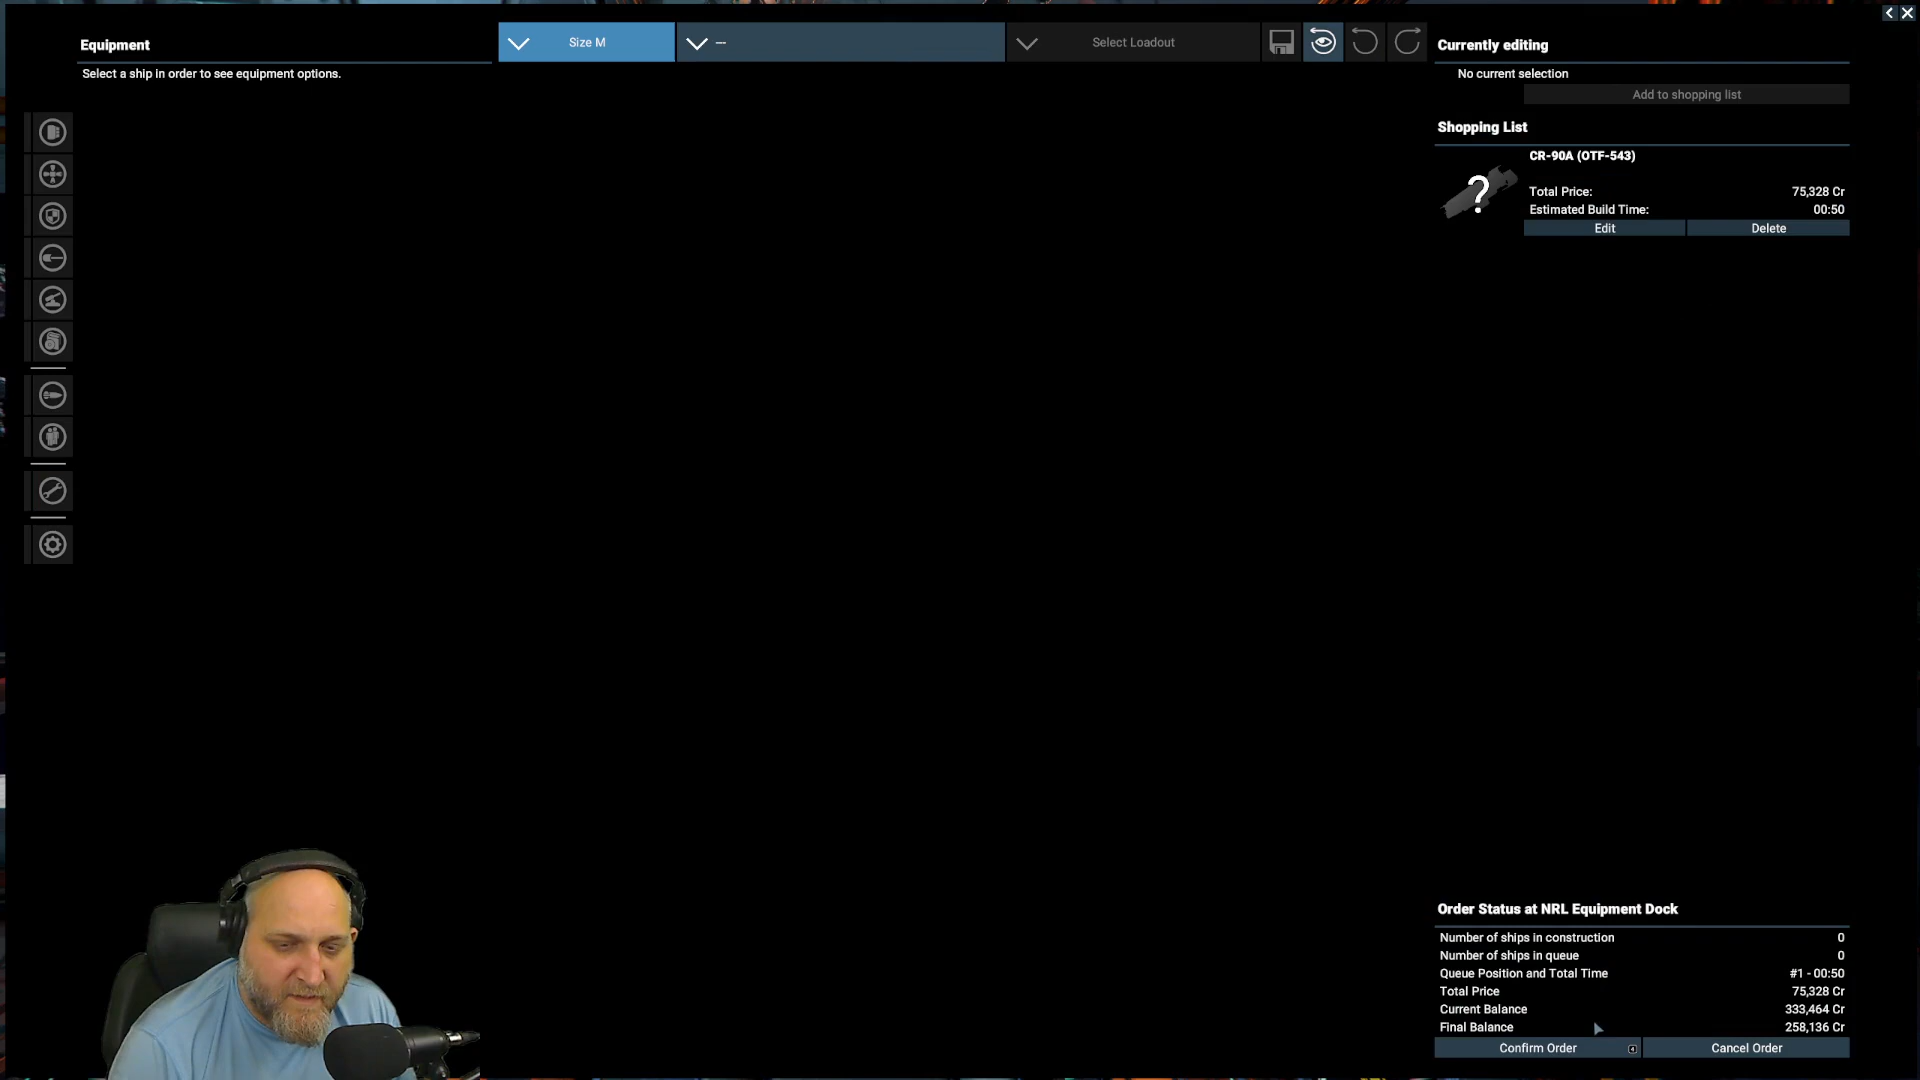 Equipment
Select a ship in order to see equipment options.
Size M
---
Select Loadout
Currently editing
No current selection
Add to shopping list
Shopping List
CR-90A (OTF-543)
?
Total Price: 75,328 Cr
Estimated Build Time: 00:50
Edit Delete
Order Status at NRL Equipment Dock
Number of ships in construction 0
Number of ships in queue 0
Queue Position and Total Time #1 - 00:50
Total Price 75,328 Cr
Current Balance 333,464 Cr
Final Balance 258,136 Cr
Confirm Order Cancel Order